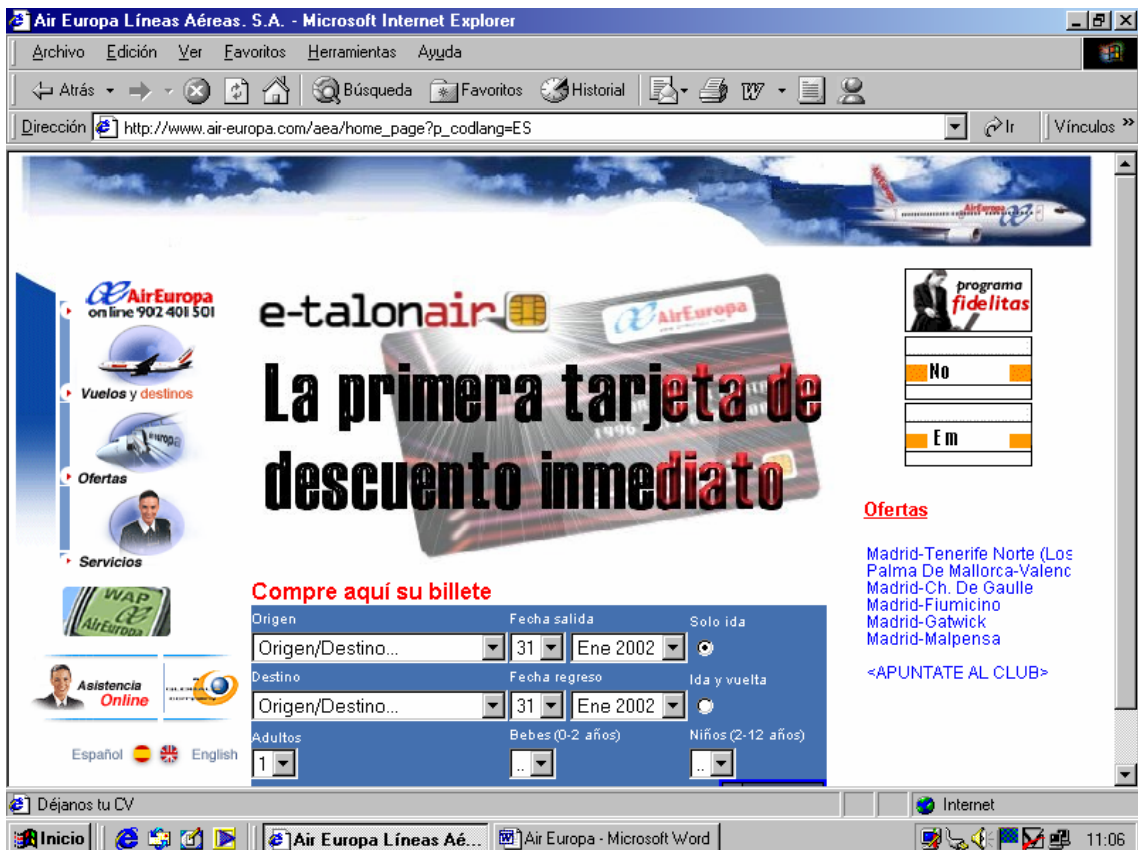 Air Europa Líneas Aéreas. S.A. - Microsoft Internet Explorer
Archivo Edición Ver Favoritos Herramientas Ayuda
Atrás Búsqueda Favoritos Historial
Dirección http://www.air-europa.com/aea/home_page?p_codlang=ES Ir Vínculos »
AirEuropa
AirEuropa
on line 902 401 501
Vuelos y destinos
Ofertas
Servicios
WAP
AirEuropa
Asistencia
Online
Español English
e-talonair
AirEuropa
La primera tarjeta de
descuento inmediato
1996
Compre aquí su billete
Origen Fecha salida Solo ida
Origen/Destino... 31 Ene 2002
Destino Fecha regreso Ida y vuelta
Origen/Destino... 31 Ene 2002
Adultos Bebes (0-2 años) Niños (2-12 años)
1 .. ..
programa
fidelitas
No
Em
Ofertas
Madrid-Tenerife Norte (Los
Palma De Mallorca-Valenc
Madrid-Ch. De Gaulle
Madrid-Fiumicino
Madrid-Gatwick
Madrid-Malpensa
<APUNTATE AL CLUB>
Déjanos tu CV Internet
Inicio Air Europa Líneas Aé... Air Europa - Microsoft Word 11:06